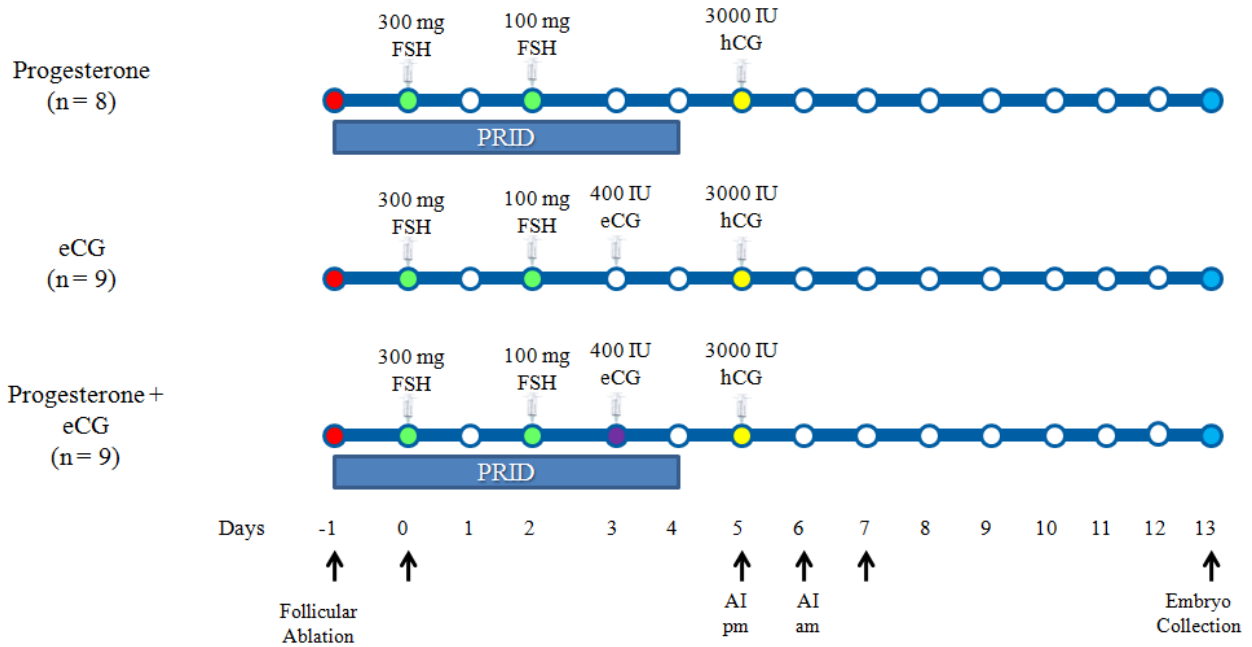 300 mg
FSH
100 mg
FSH
3000 IU
hCG
Progesterone
(n = 8)
PRID
300 mg
FSH
100 mg
FSH
400 IU
eCG
3000 IU
hCG
eCG
(n = 9)
300 mg
FSH
100 mg
FSH
400 IU
eCG
3000 IU
hCG
Progesterone +
eCG
(n = 9)
PRID
Days -1 0 1 2 3 4 5 6 7 8 9 10 11 12 13
Follicular
Ablation
AI
pm
AI
am
Embryo
Collection